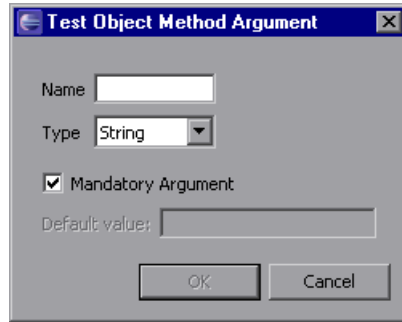 Test Object Method Argument
Name
Type String
Mandatory Argument
Default value:
OK Cancel